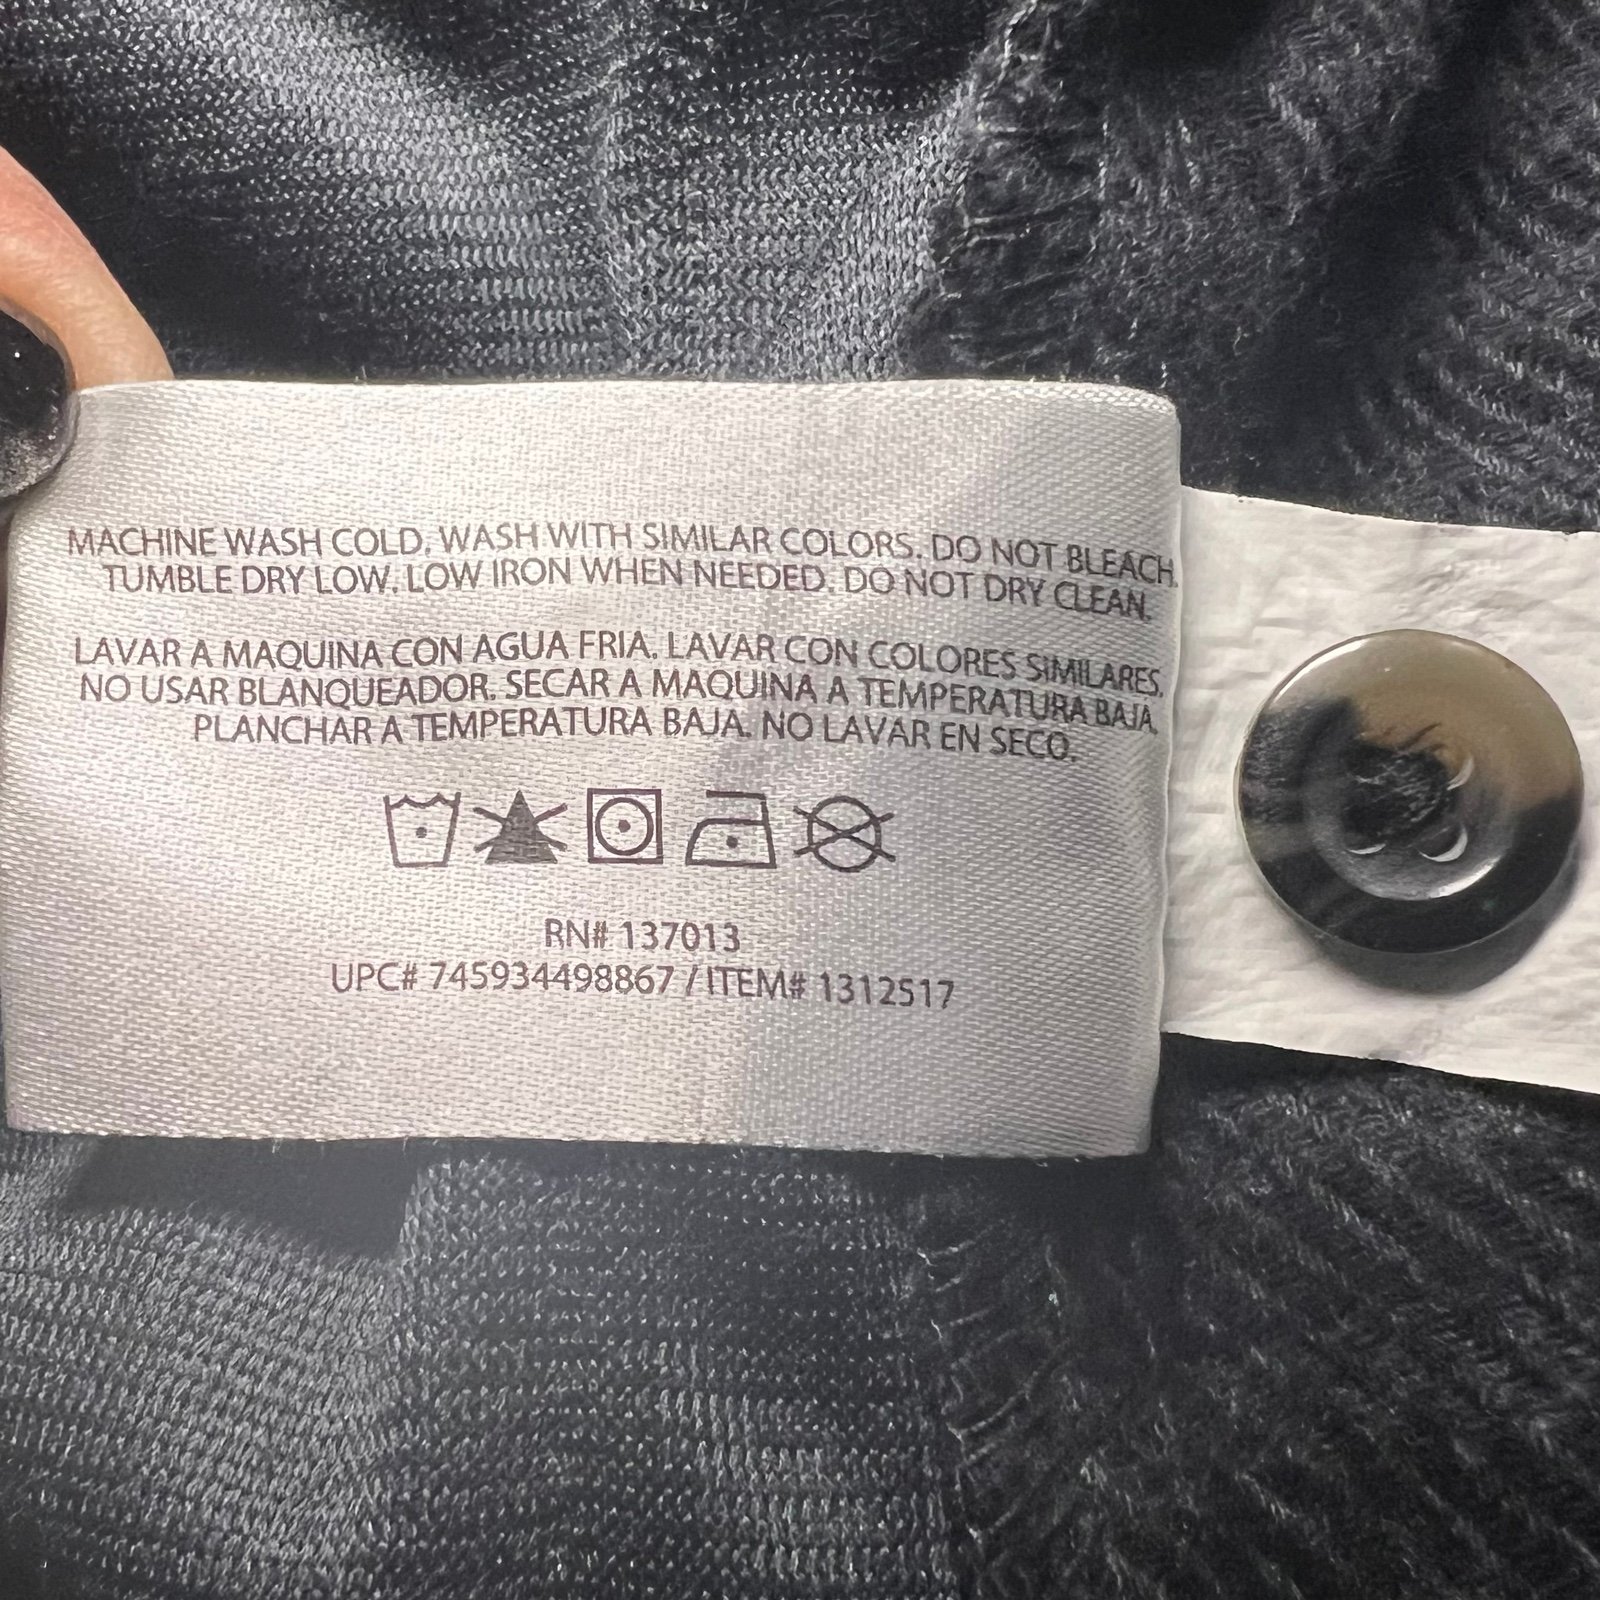 MACHINE WASH COLD. WASH WITH SIMILAR COLORS. DO NOT BLEACH.
TUMBLE DRY LOW. LOW IRON WHEN NEEDED. DO NOT DRY CLEAN.
LAVAR A MAQUINA CON AGUA FRIA. LAVAR CON COLORES SIMILARES.
NO USAR BLANQUEADOR. SECAR A MAQUINA A TEMPERATURA BAJA.
PLANCHAR A TEMPERATURA BAJA. NO LAVAR EN SECO.
RN# 137013
UPC# 745934498867 / ITEM# 1312517